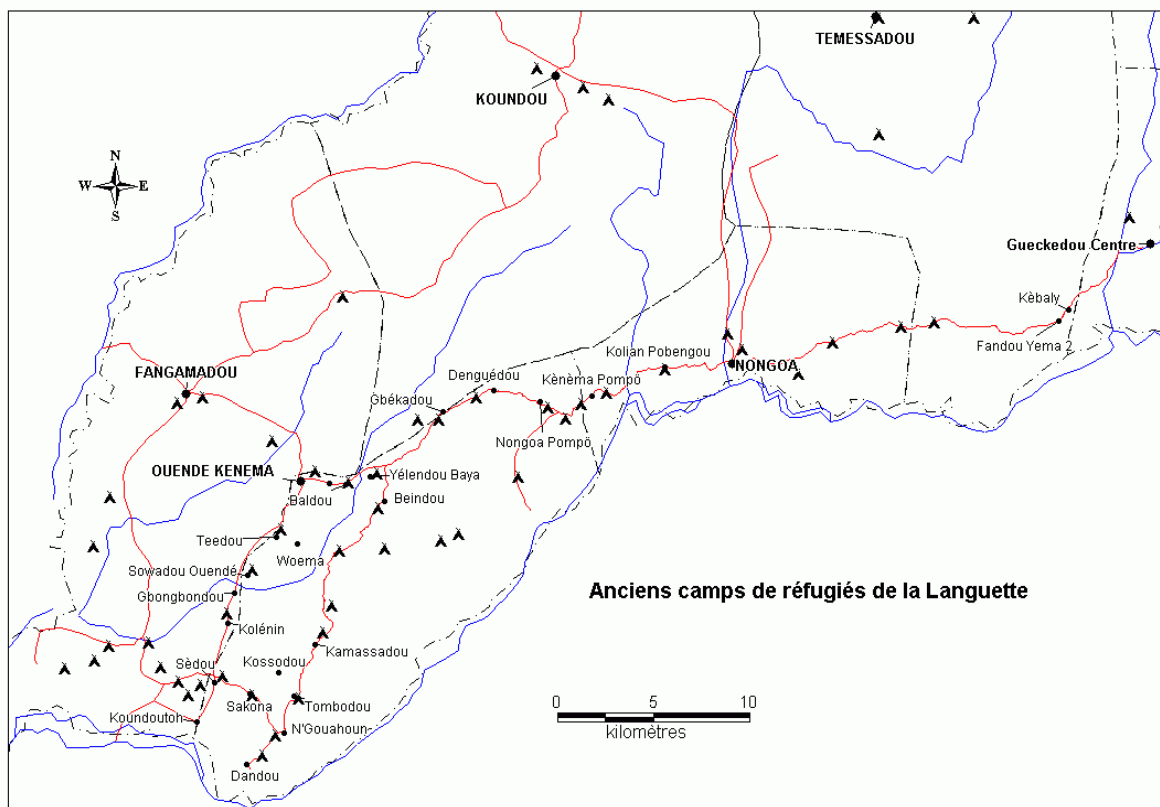 TEMESSADOU
KOUNDOU
N
W E
S
Gueckedou Centre
Kèbaly
Fandou Yema 2
Kolian Pobengou
NONGOA
FANGAMADOU
Denguédou
Kènèma Pompö
Gbékadou
Nongoa Pompö
OUENDE KENEMA
Yélendou Baya
Baldou
Beindou
Teedou
Woema
Sowadou Ouendé
Gbongbondou
Anciens camps de réfugiés de la Languette
Kolénin
Kamassadou
Sèdou
Kossodou
Sakona
Tombodou
0 5 10
kilomètres
Koundoutoh
N'Gouahoun
Dandou